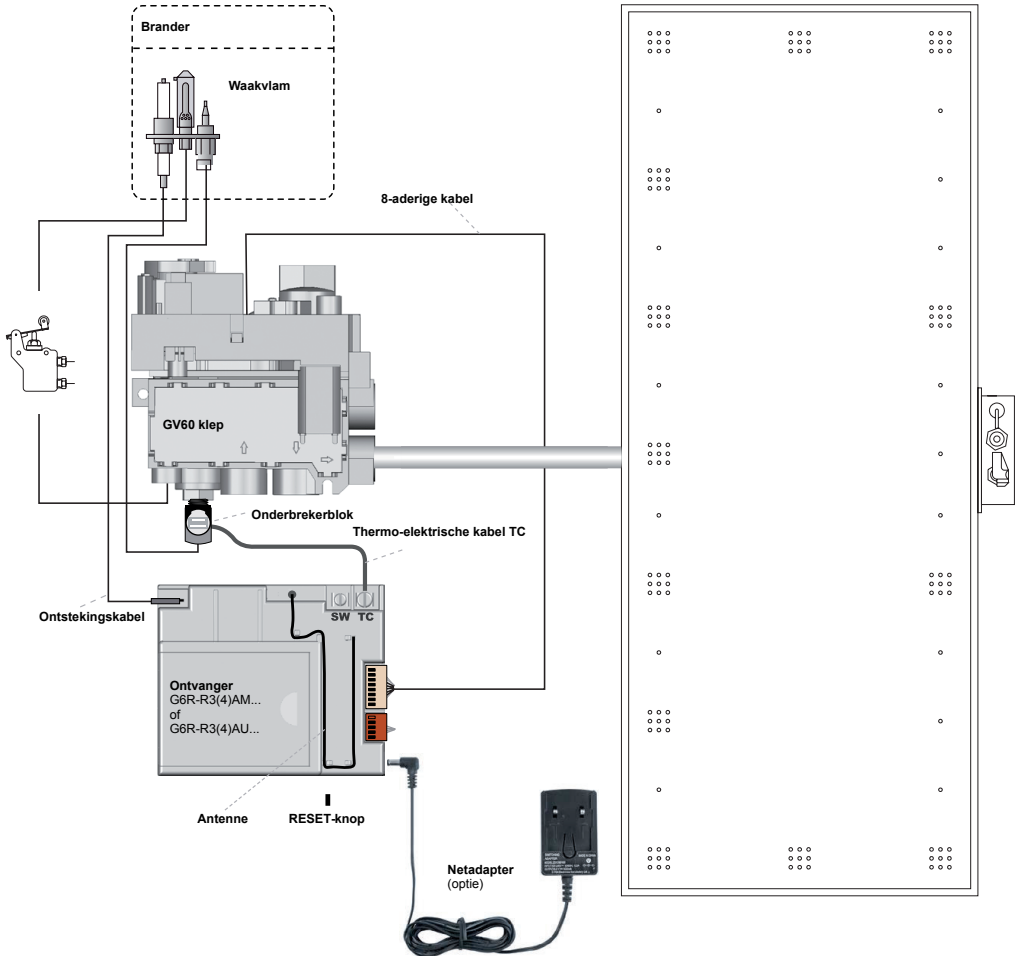 Brander
Waakvlam
8-aderige kabel
GV60 klep
Onderbrekerblok
Thermo-elektrische kabel TC
Ontstekingskabel
SW TC
Ontvanger
G6R-R3(4)AM...
of
G6R-R3(4)AU...
Antenne
RESET-knop
Netadapter
(optie)